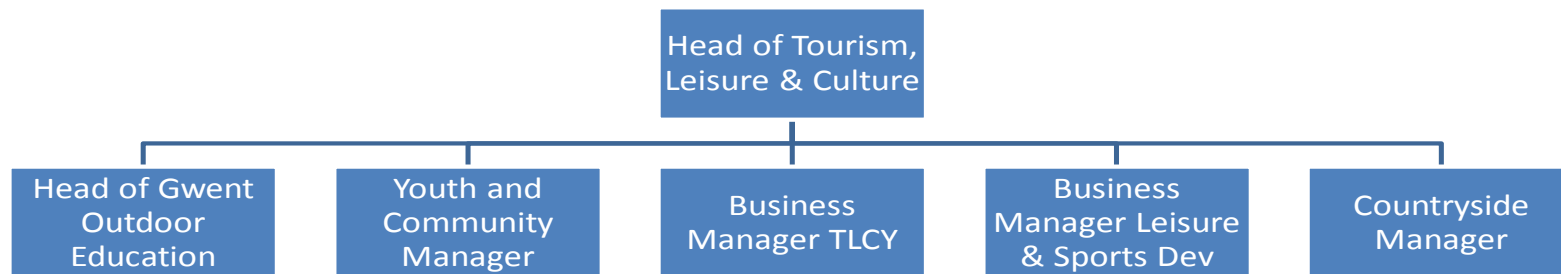 Head of Tourism,
Leisure & Culture
Head of Gwent
Outdoor
Education
Youth and
Community
Manager
Business
Manager TLCY
Business
Manager Leisure
& Sports Dev
Countryside
Manager